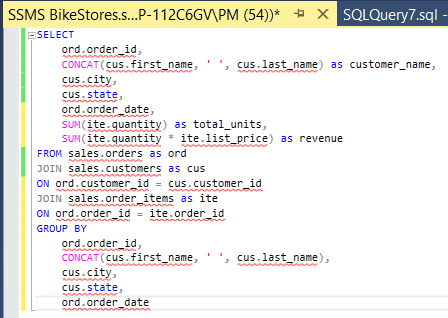 SSMS BikeStores.s...P-112C6GV\PM (54))* SQLQuery7.sql -
SELECT
ord.order_id,
CONCAT(cus.first_name, ' ', cus.last_name) as customer_name,
cus.city,
cus.state,
ord.order_date,
SUM(ite.quantity) as total_units,
SUM(ite.quantity * ite.list_price) as revenue
FROM sales.orders as ord
JOIN sales.customers as cus
ON ord.customer_id = cus.customer_id
JOIN sales.order_items as ite
ON ord.order_id = ite.order_id
GROUP BY
ord.order_id,
CONCAT(cus.first_name, ' ', cus.last_name),
cus.city,
cus.state,
ord.order_date